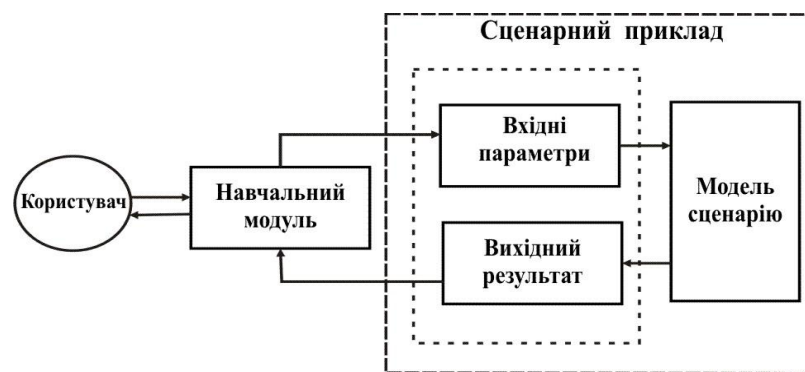 Сценарний приклад
Вхідні
параметри
Користувач
Навчальний
модуль
Модель
сценарію
Вихідний
результат